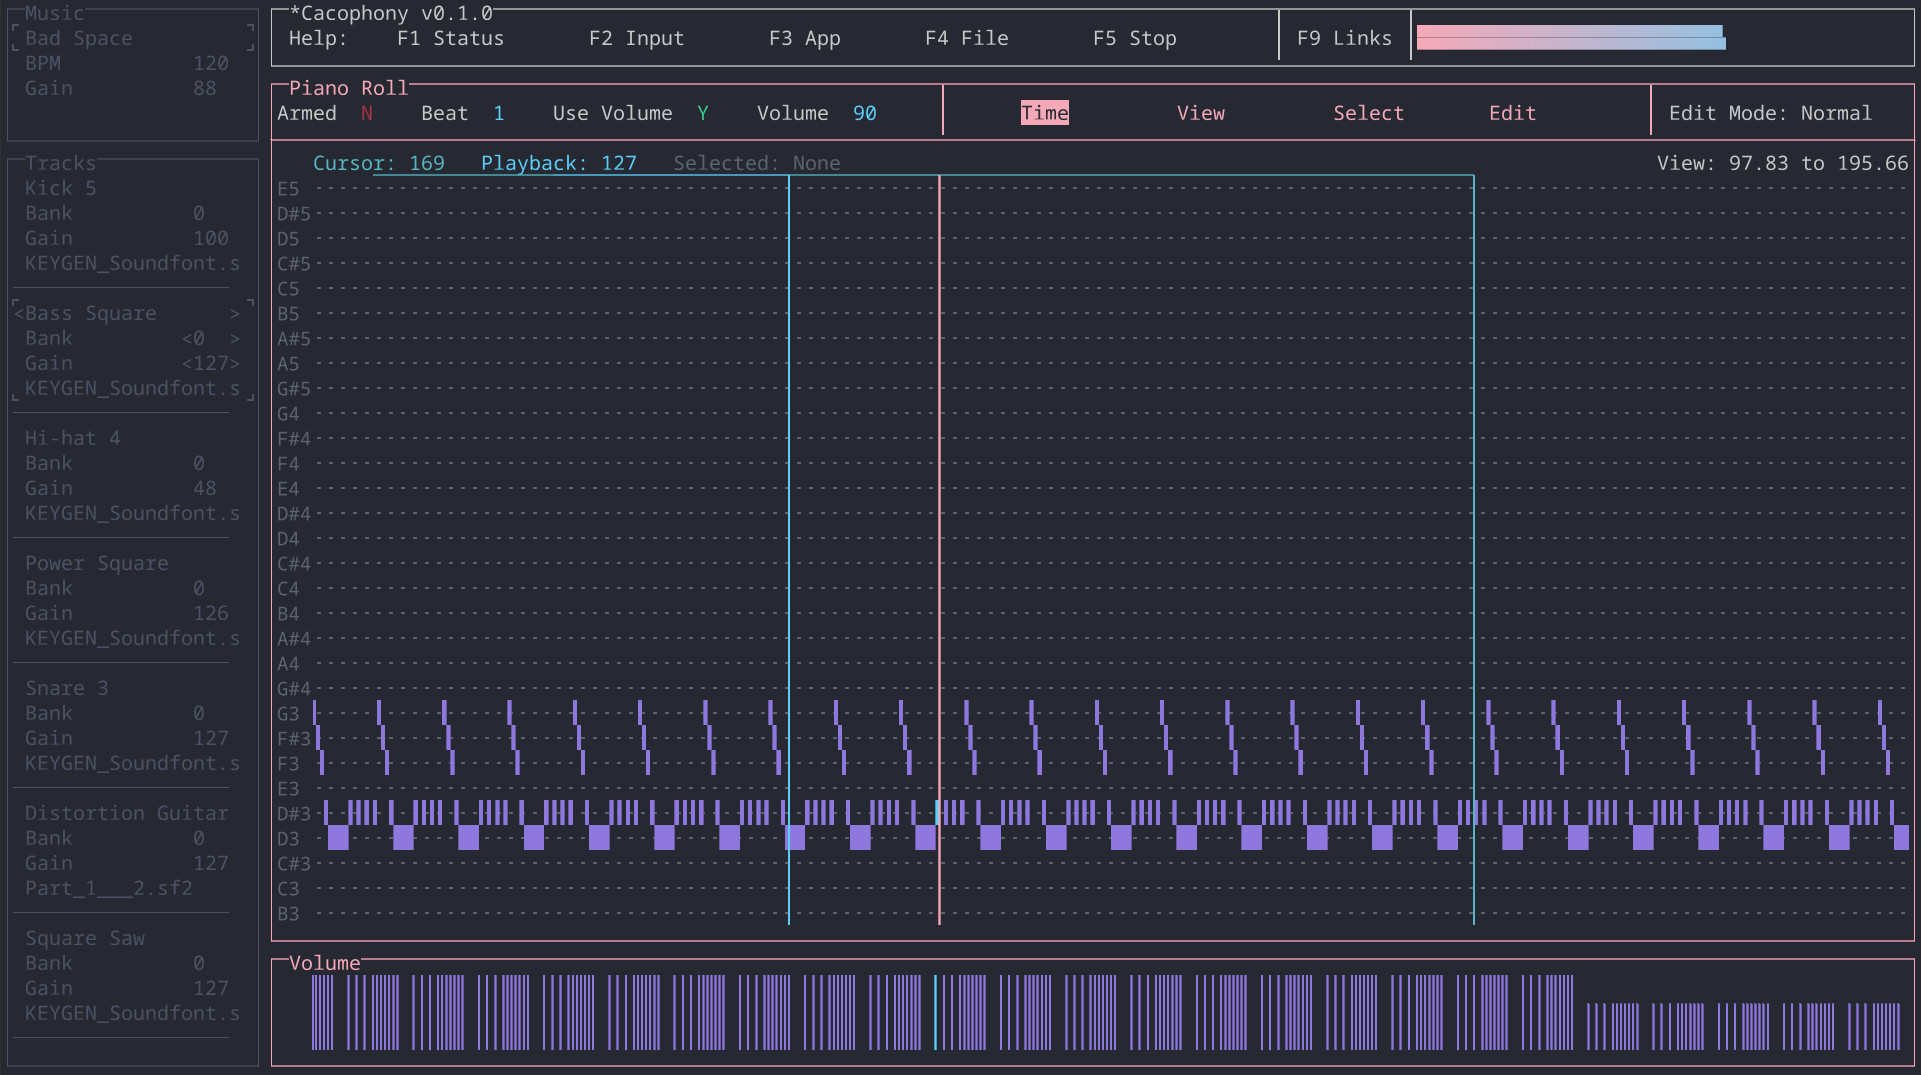 Music
Bad Space
BPM 120
Gain 88
Tracks
Kick 5
Bank 0
Gain 100
KEYGEN_Soundfont.s
<Bass Square >
Bank <0 >
Gain <127>
KEYGEN_Soundfont.s
Hi-hat 4
Bank 0
Gain 48
KEYGEN_Soundfont.s
Power Square
Bank 0
Gain 126
KEYGEN_Soundfont.s
Snare 3
Bank 0
Gain 127
KEYGEN_Soundfont.s
Distortion Guitar
Bank 0
Gain 127
Part_1___2.sf2
Square Saw
Bank 0
Gain 127
KEYGEN_Soundfont.s
*Cacophony v0.1.0
Help: F1 Status F2 Input F3 App F4 File F5 Stop F9 Links
Piano Roll
Armed N Beat 1 Use Volume Y Volume 90 Time View Select Edit Edit Mode: Normal
Cursor: 169 Playback: 127 Selected: None View: 97.83 to 195.66
E5
D#5
D5
C#5
C5
B5
A#5
A5
G#5
G4
F#4
F4
E4
D#4
D4
C#4
C4
B4
A#4
A4
G#4
G3
F#3
F3
E3
D#3
D3
C#3
C3
B3
Volume